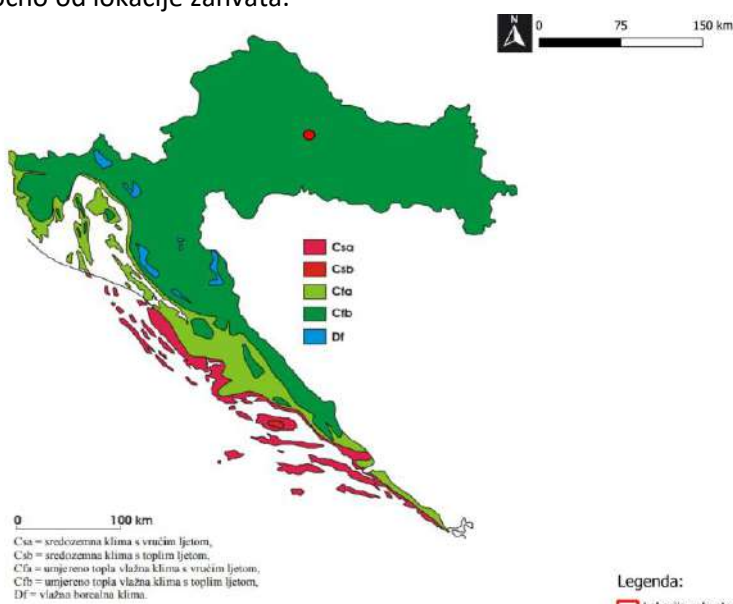 očno od lokacije zahvata.
N
0 75 150 km
Csa
Csb
Cfa
Cfb
Df
0 100 km
Csa = sredozemna klima s vrućim ljetom,
Csb = sredozemna klima s toplim ljetom,
Cfa = umjereno topla vlažna klima s vrućim ljetom,
Cfb = umjereno topla vlažna klima s toplim ljetom,
Df = vlažna borealna klima.
Legenda: